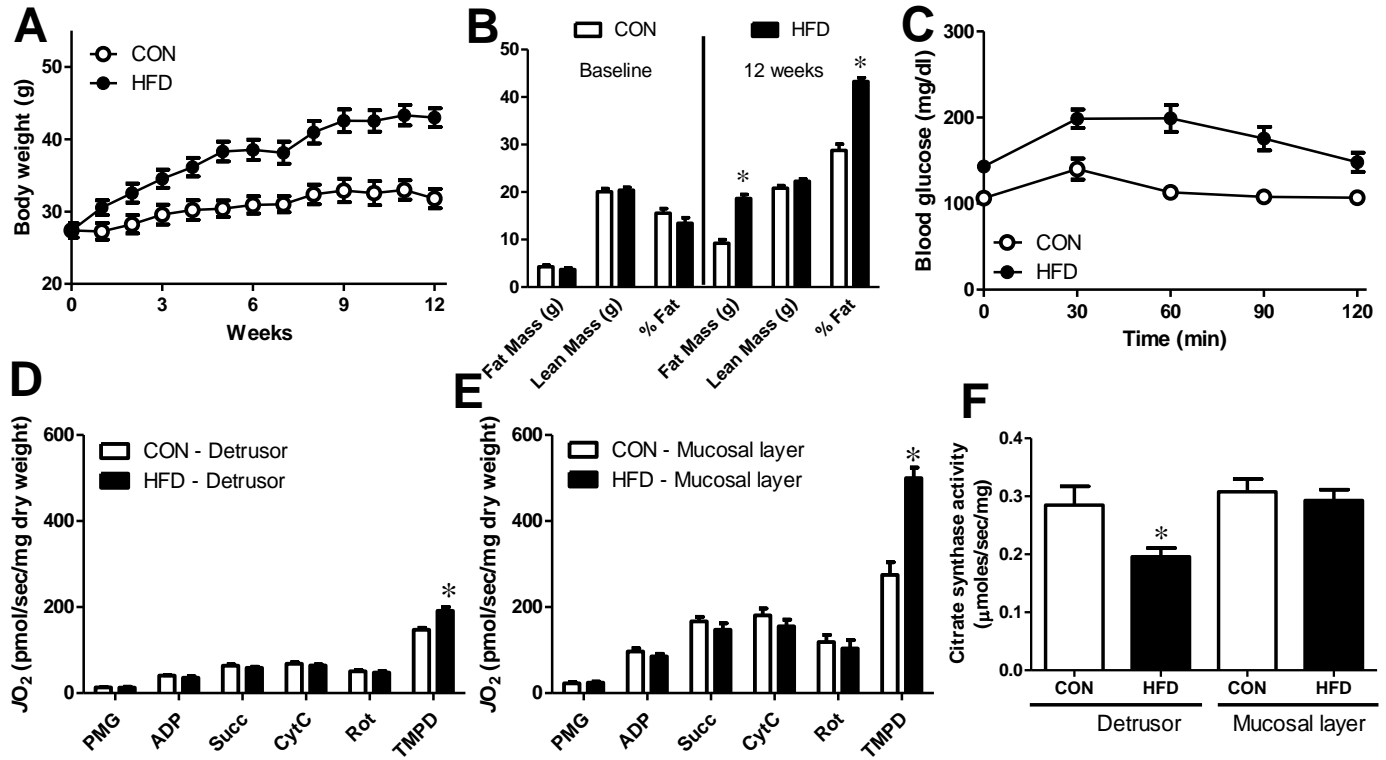 A
CON
HFD
Body weight (g)
50
40
30
20
0
3
6
9
12
Weeks
B
CON
HFD
Baseline
12 weeks
50
40
30
20
10
0
*
*
Fat Mass (g)
Lean Mass (g)
% Fat
Fat Mass (g)
Lean Mass (g)
% Fat
C
Blood glucose (mg/dl)
300
200
100
0
CON
HFD
0
30
60
90
120
Time (min)
D
JO2 (pmol/sec/mg dry weight)
600
400
200
0
CON - Detrusor
HFD - Detrusor
*
PMG
ADP
Succ
CytC
Rot
TMPD
E
JO2 (pmol/sec/mg dry weight)
600
400
200
0
CON - Mucosal layer
HFD - Mucosal layer
*
PMG
ADP
Succ
CytC
Rot
TMPD
F
Citrate synthase activity
(μmoles/sec/mg)
0.4
0.3
0.2
0.1
0.0
*
CON
HFD
CON
HFD
Detrusor
Mucosal layer